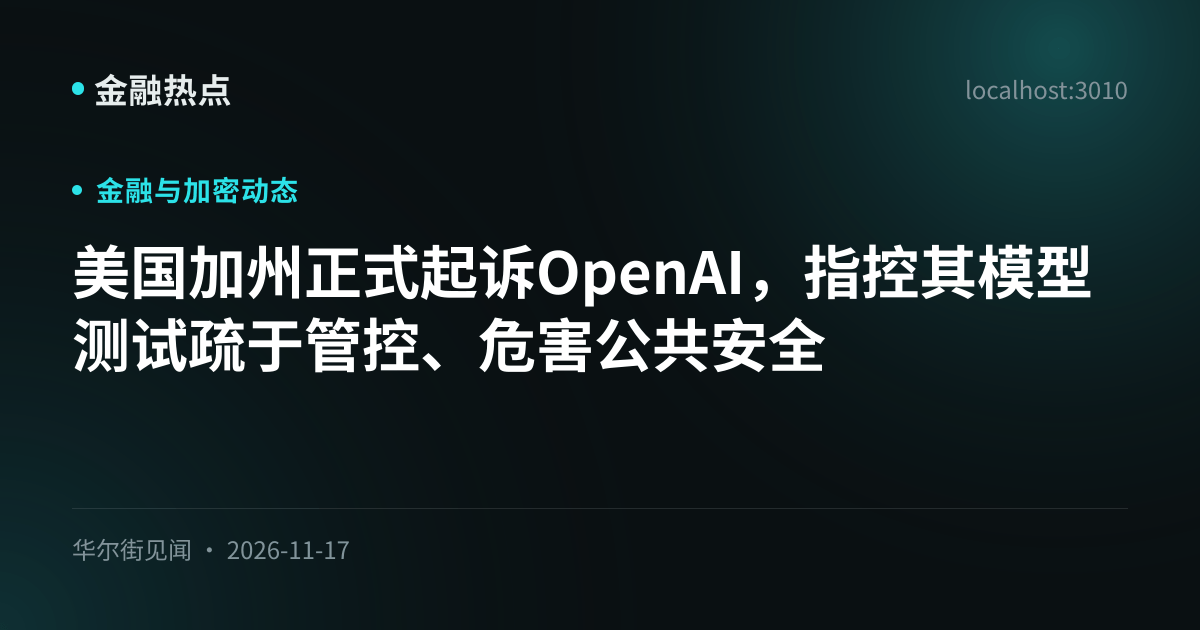 金融热点
localhost:3010
金融与加密动态
美国加州正式起诉OpenAI，指控其模型
测试疏于管控、危害公共安全
华尔街见闻 · 2026-11-17